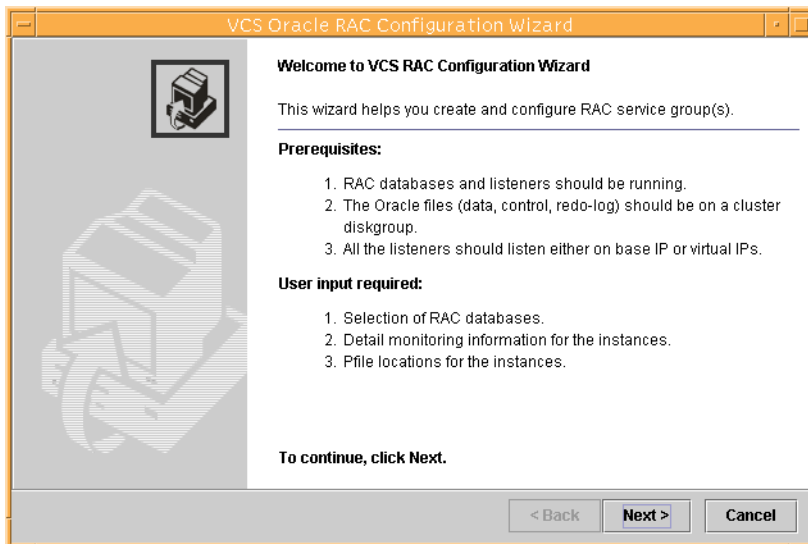 VCS Oracle RAC Configuration Wizard
Welcome to VCS RAC Configuration Wizard
This wizard helps you create and configure RAC service group(s).
Prerequisites:
1. RAC databases and listeners should be running.
2. The Oracle files (data, control, redo-log) should be on a cluster
diskgroup.
3. All the listeners should listen either on base IP or virtual IPs.
User input required:
1. Selection of RAC databases.
2. Detail monitoring information for the instances.
3. Pfile locations for the instances.
To continue, click Next.
< Back Next > Cancel